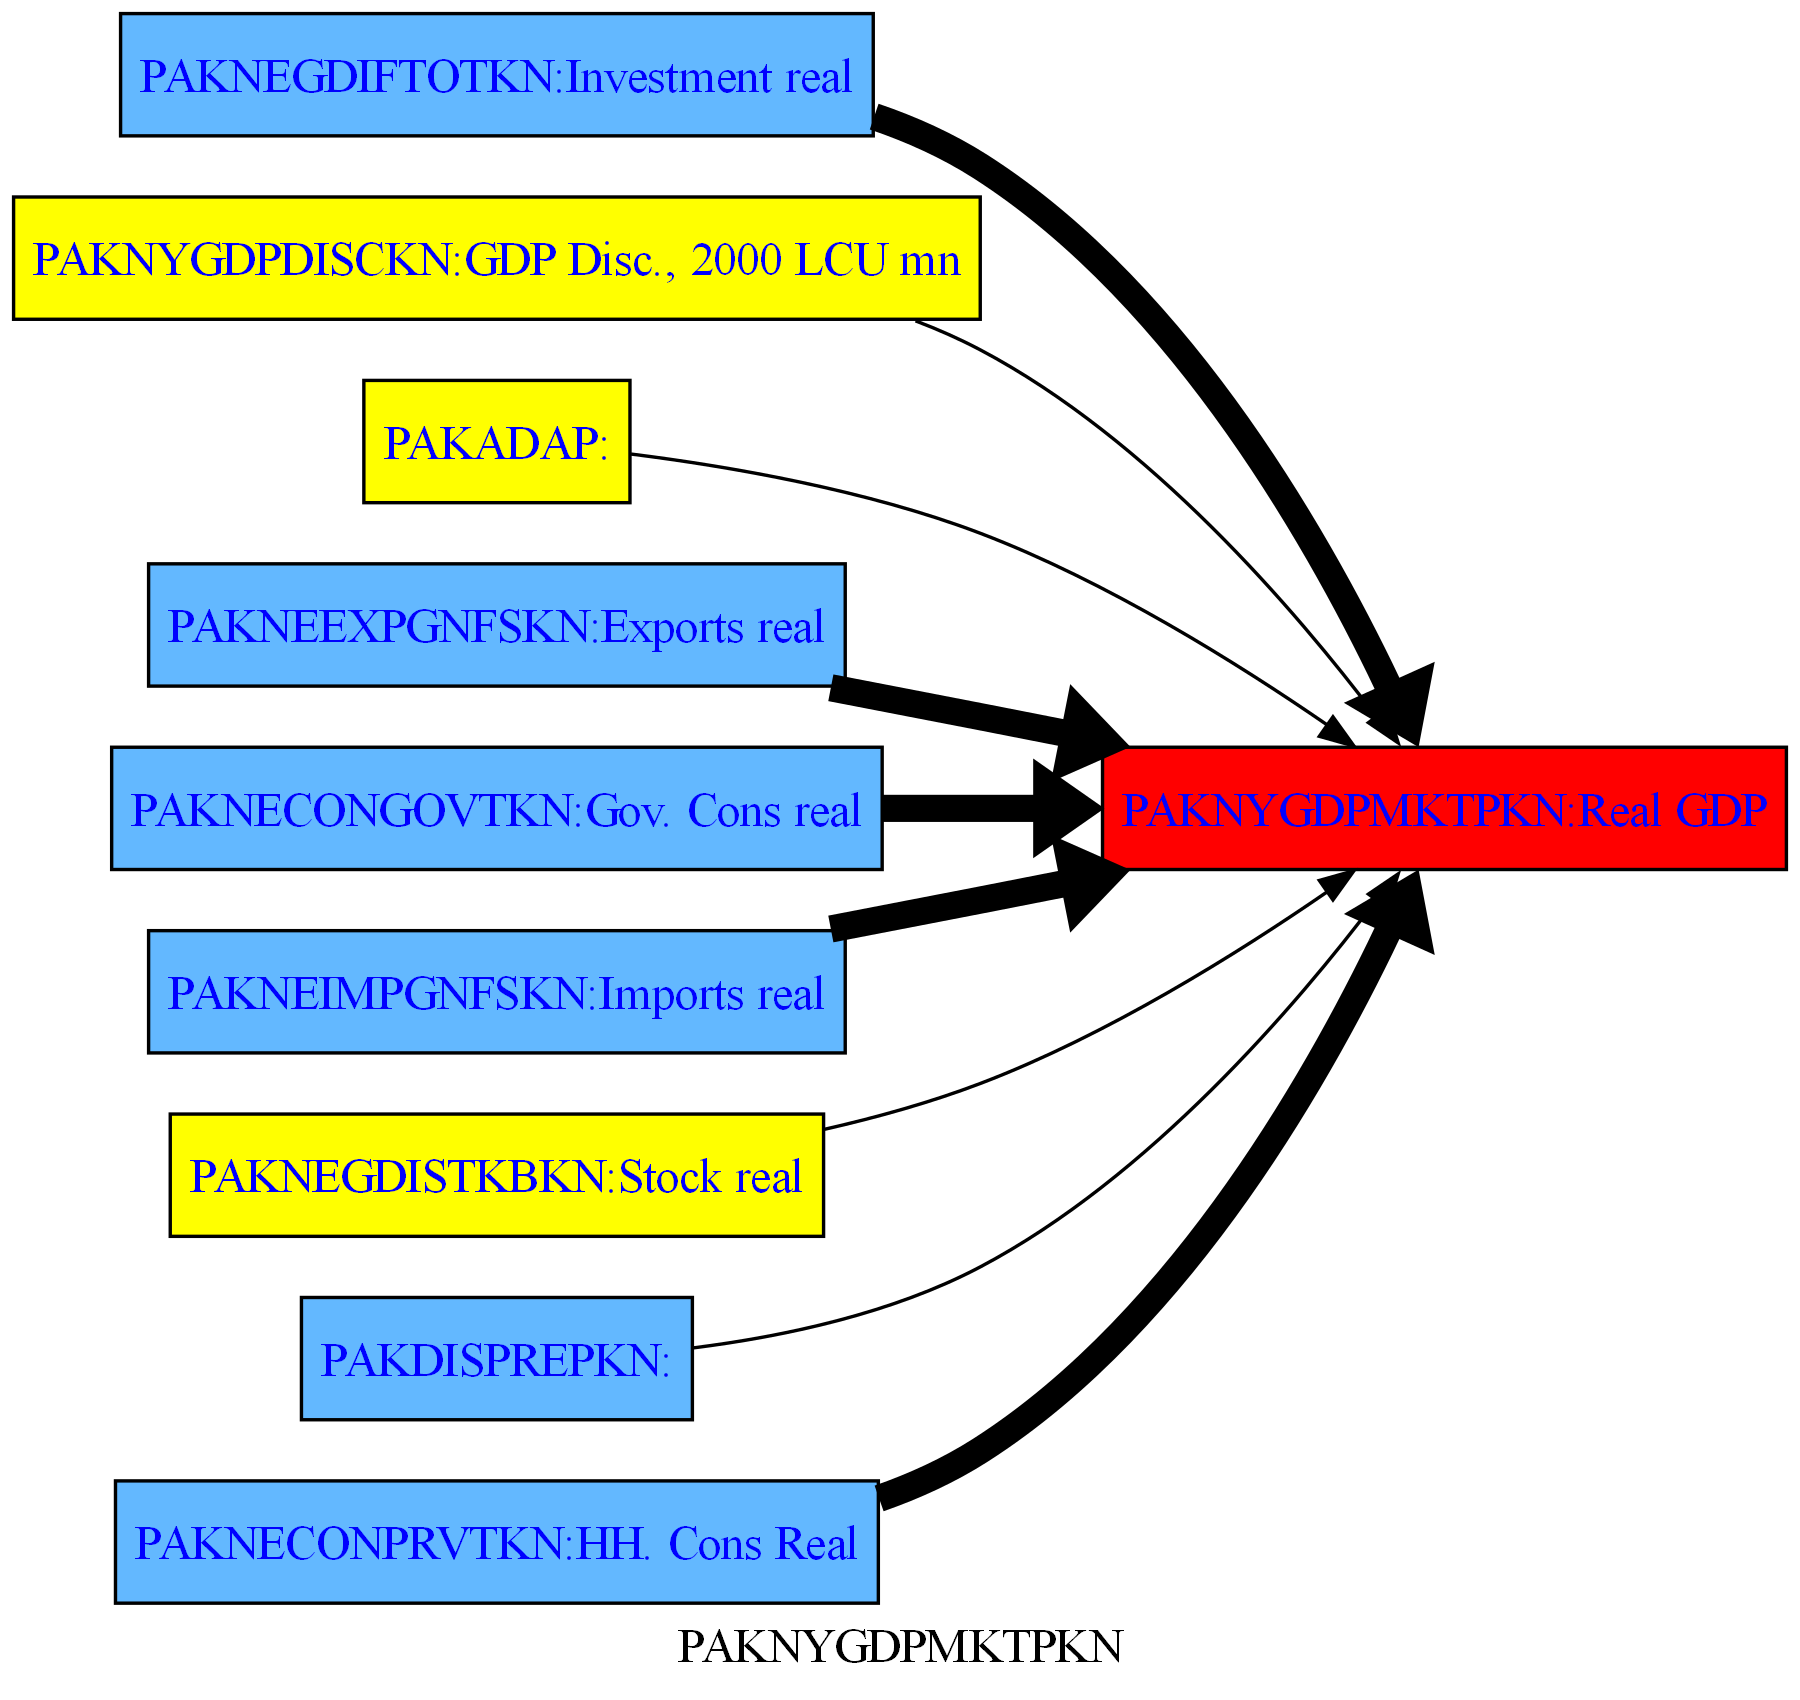 PAKNEGDIFTOTKN:Investment real
PAKNYGDPDISCKN:GDP Disc., 2000 LCU mn
PAKADAP:
PAKNEEXPGNFSKN:Exports real
PAKNECONGOVTKN:Gov. Cons real
PAKNYGDPMKTPKN:Real GDP
PAKNEIMPGNFSKN:Imports real
PAKNEGDISTKBKN:Stock real
PAKDISPREPKN:
PAKNECONPRVTKN:HH. Cons Real
PAKNYGDPMKTPKN